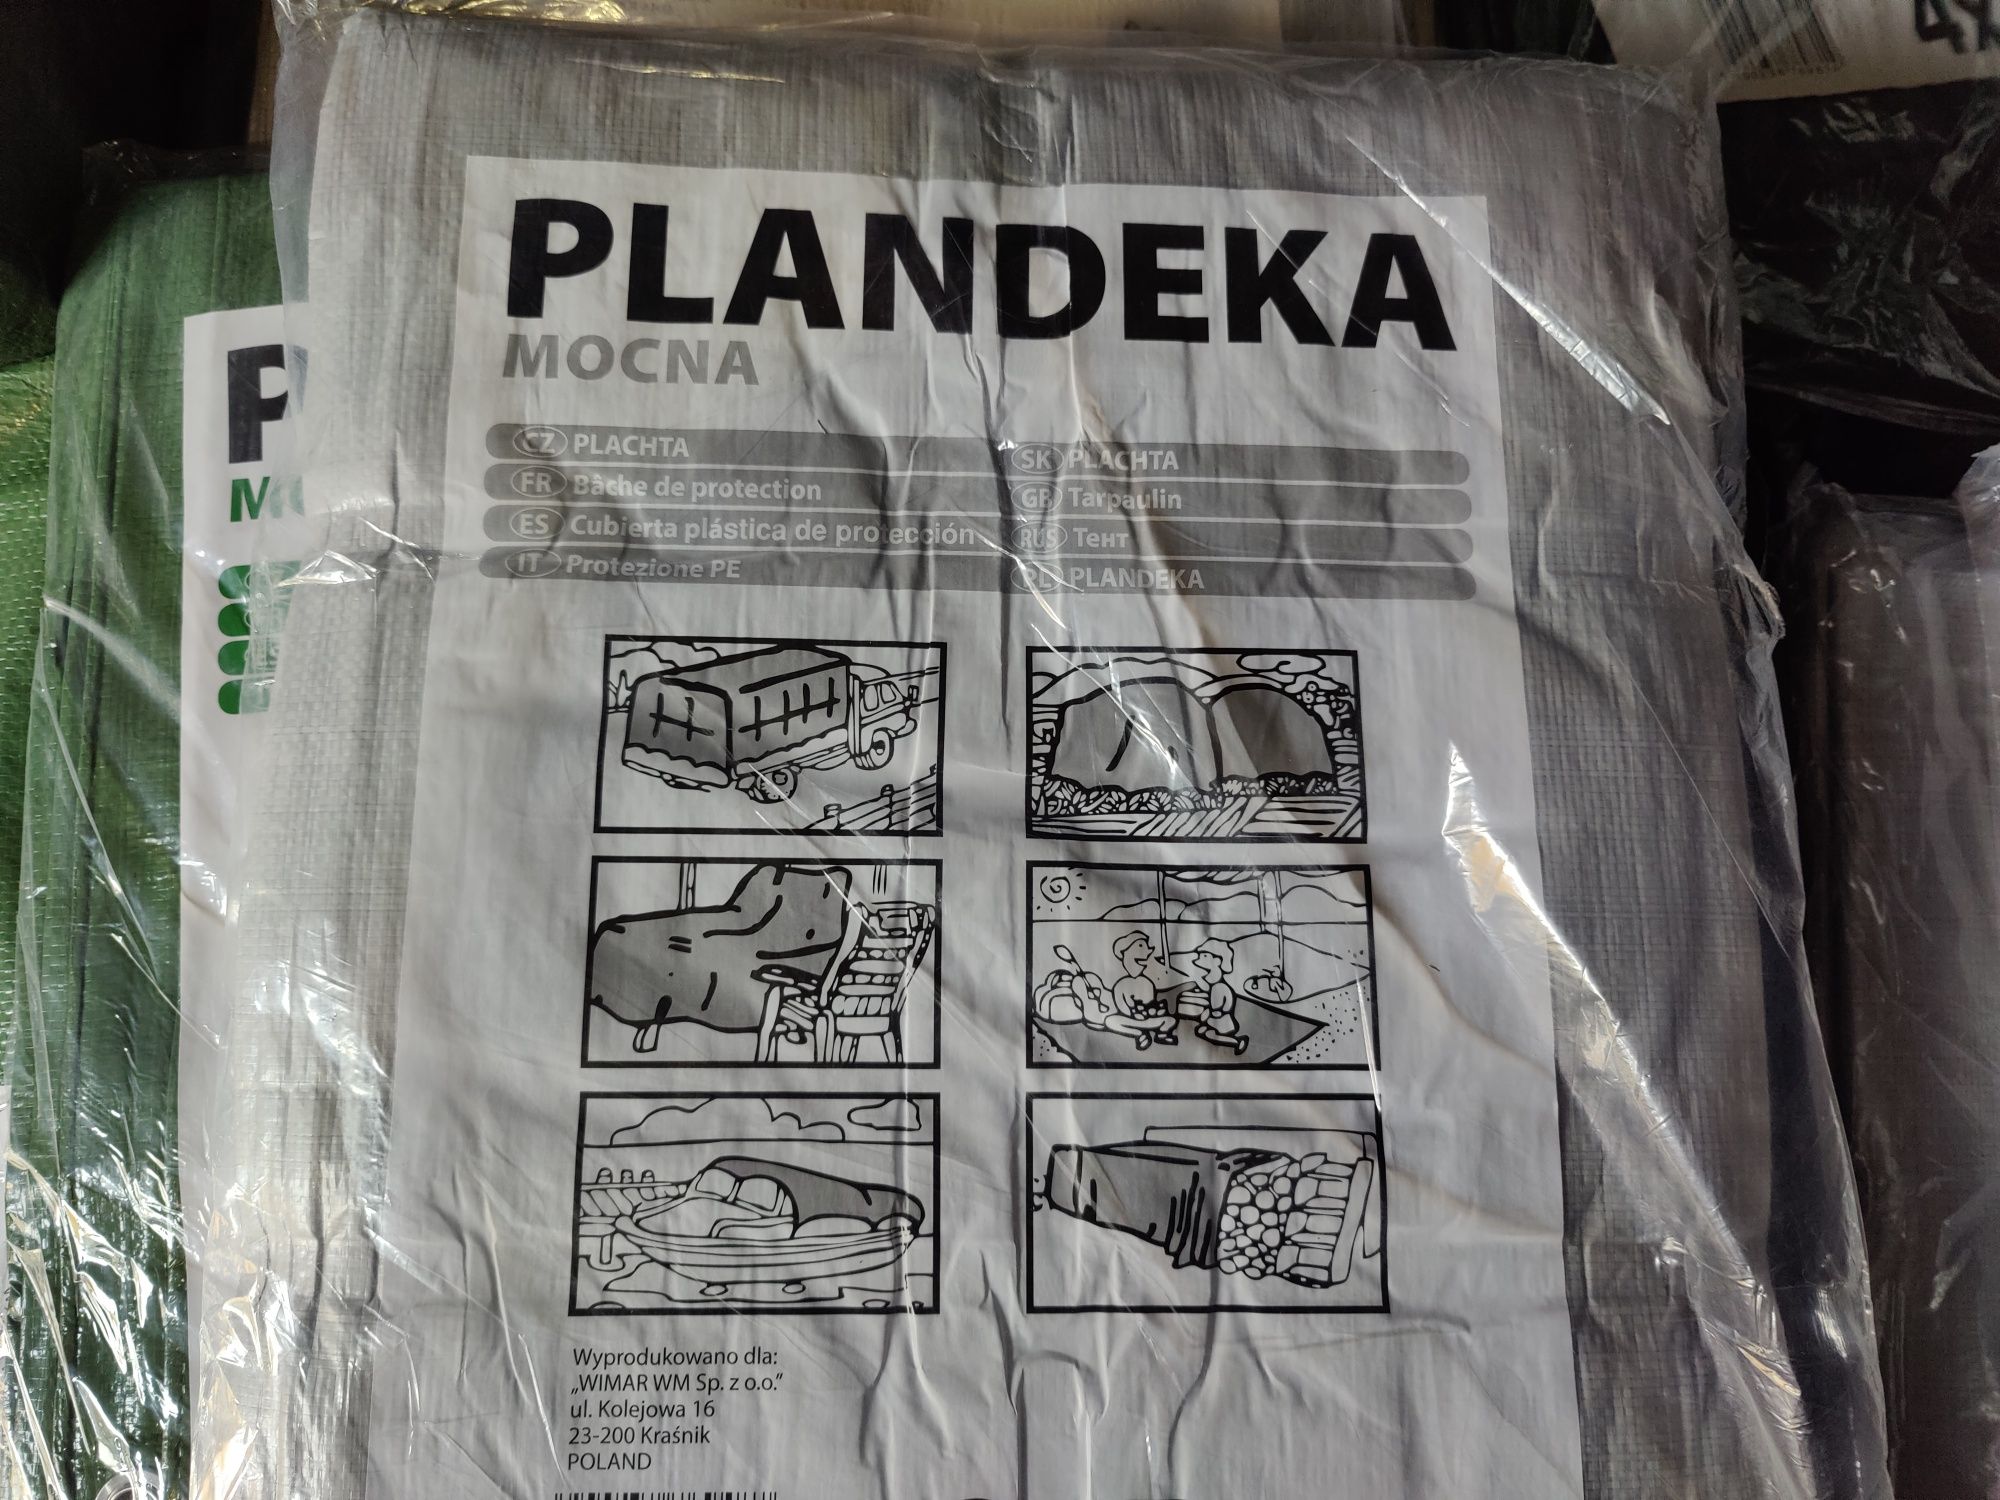 PLANDEKA
MOCNA
CZ PLACHTA
SK PLACHTA
FR Bâche de protection
GB Tarpaulin
ES Cubierta plástica de protección
RUS Тент
IT Protezione PE
PL PLANDEKA
Wyprodukowano dla:
„WIMAR WM Sp. z o.o.”
ul. Kolejowa 16
23-200 Kraśnik
POLAND
P
M